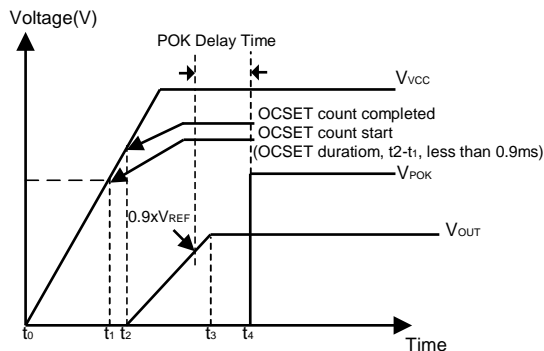 Voltage(V)
POK Delay Time
VVCC
OCSET count completed
OCSET count start
(OCSET duratiom, t2-t1, less than 0.9ms)
VPOK
0.9xVREF
VOUT
t0 t1 t2 t3 t4
Time